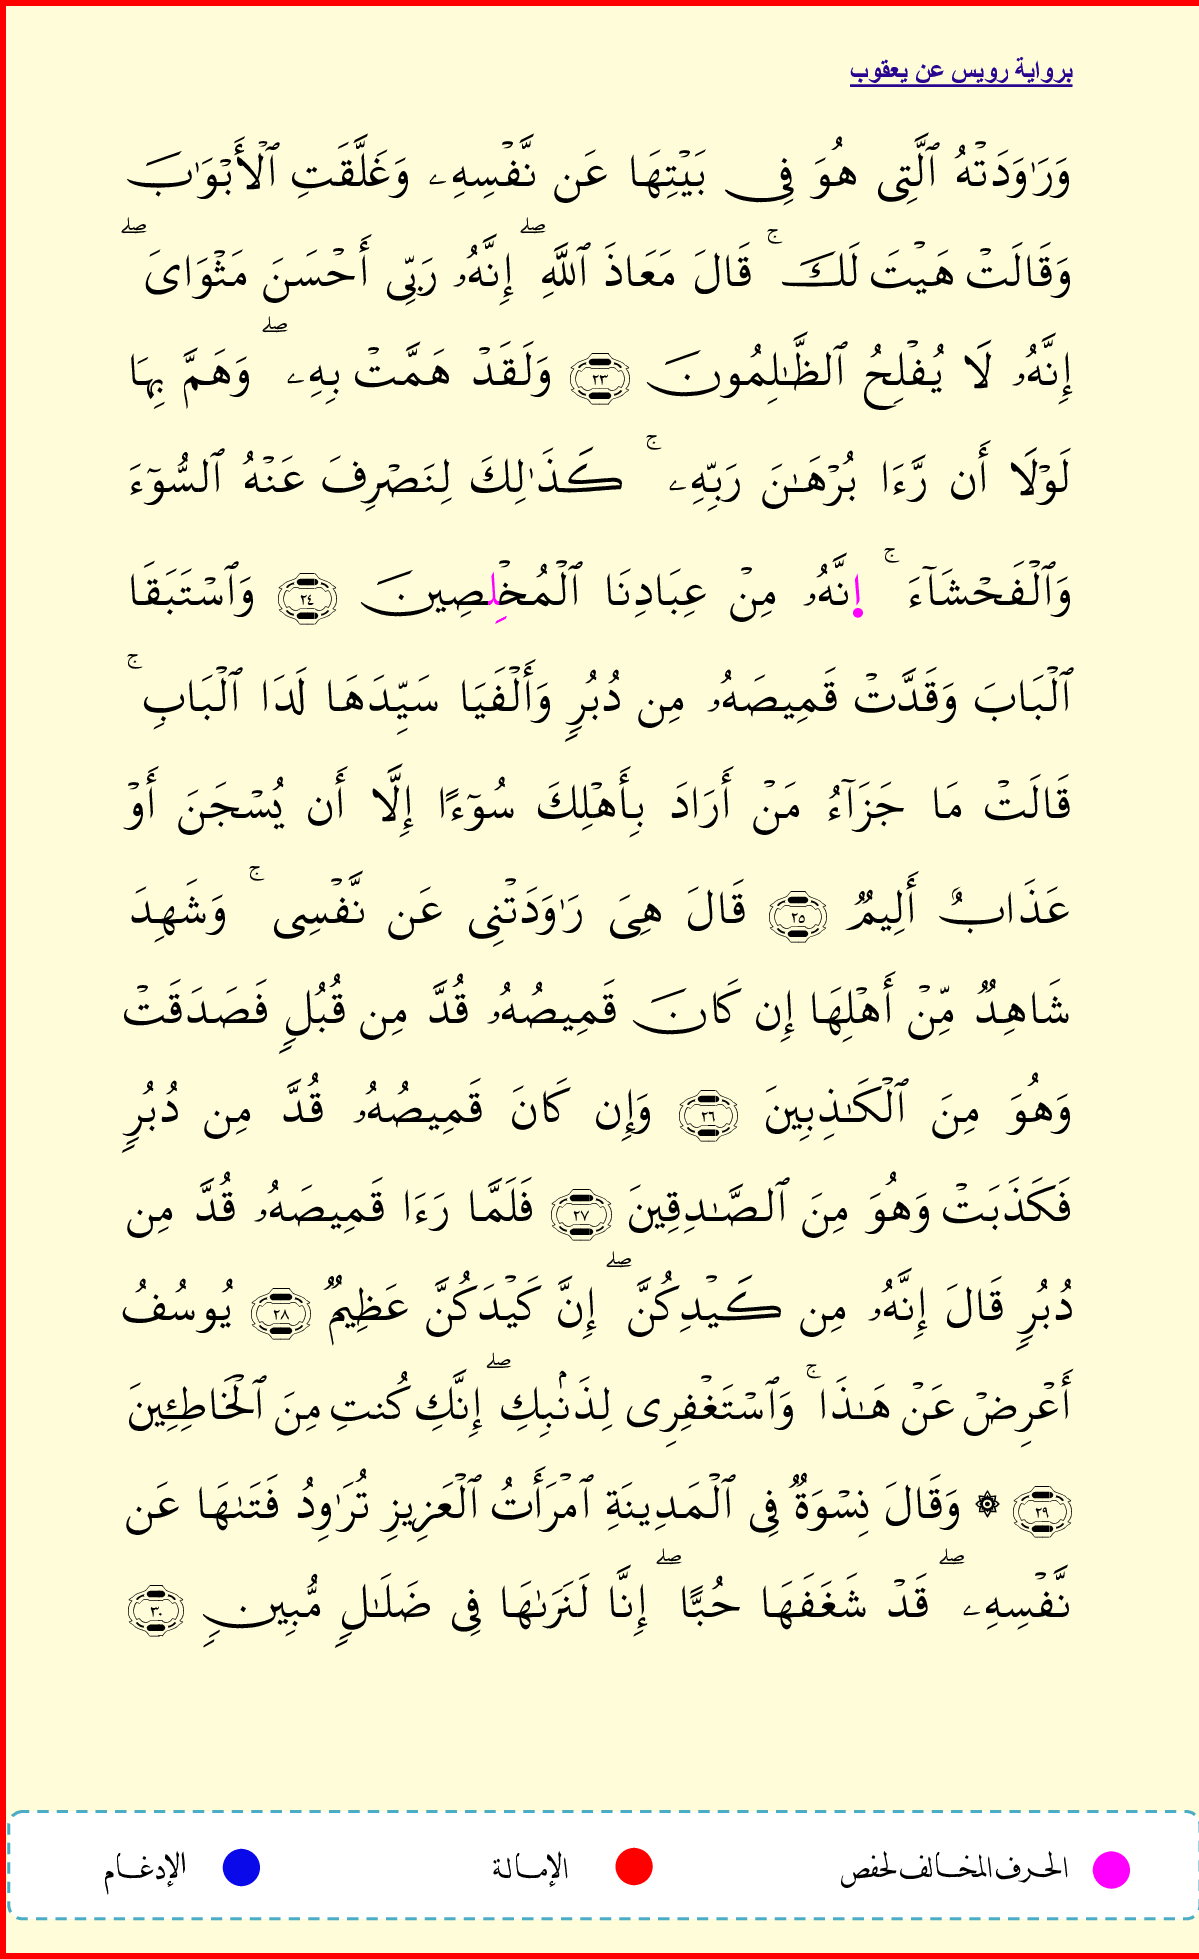 برواية رويس عن يعقوب
وَرَٰوَدَتۡهُ ٱلَّتِى هُوَ فِى بَيۡتِهَا عَن نَّفۡسِهِۦ وَغَلَّقَتِ ٱلۡأَبۡوَٰبَ
وَقَالَتۡ هَيۡتَ لَكَۚ قَالَ مَعَاذَ ٱللَّهِۖ إِنَّهُۥ رَبِّى أَحۡسَنَ مَثۡوَاىَۖ
إِنَّهُۥ لَا يُفۡلِحُ ٱلظَّـٰلِمُونَ ٢٣ وَلَقَدۡ هَمَّتۡ بِهِۦۖ وَهَمَّ بِهَا
لَوۡلَا أَن رَّءَا بُرۡهَـٰنَ رَبِّهِۦۚ كَذَٰلِكَ لِنَصۡرِفَ عَنۡهُ ٱلسُّوٓءَ
وَٱلۡفَحۡشَآءَۚ إِنَّهُۥ مِنۡ عِبَادِنَا ٱلۡمُخۡلِصِينَ ٢٤ وَٱسۡتَبَقَا
ٱلۡبَابَ وَقَدَّتۡ قَمِيصَهُۥ مِن دُبُرٍ وَأَلۡفَيَا سَيِّدَهَا لَدَا ٱلۡبَابِۚ
قَالَتۡ مَا جَزَآءُ مَنۡ أَرَادَ بِأَهۡلِكَ سُوٓءًا إِلَّا أَن يُسۡجَنَ أَوۡ
عَذَابٌ أَلِيمٌ ٢٥ قَالَ هِىَ رَٰوَدَتۡنِى عَن نَّفۡسِىۚ وَشَهِدَ
شَاهِدٌ مِّنۡ أَهۡلِهَا إِن كَانَ قَمِيصُهُۥ قُدَّ مِن قُبُلٍ فَصَدَقَتۡ
وَهُوَ مِنَ ٱلۡكَـٰذِبِينَ ٢٦ وَإِن كَانَ قَمِيصُهُۥ قُدَّ مِن دُبُرٍ
فَكَذَبَتۡ وَهُوَ مِنَ ٱلصَّـٰدِقِينَ ٢٧ فَلَمَّا رَءَا قَمِيصَهُۥ قُدَّ مِن
دُبُرٍ قَالَ إِنَّهُۥ مِن كَيۡدِكُنَّۖ إِنَّ كَيۡدَكُنَّ عَظِيمٌ ٢٨ يُوسُفُ
أَعۡرِضۡ عَنۡ هَـٰذَاۚ وَٱسۡتَغۡفِرِى لِذَنۢبِكِۖ إِنَّكِ كُنتِ مِنَ ٱلۡخَاطِئِينَ
٢٩ ۞ وَقَالَ نِسۡوَةٌ فِى ٱلۡمَدِينَةِ ٱمۡرَأَتُ ٱلۡعَزِيزِ تُرَٰوِدُ فَتَىٰهَا عَن
نَّفۡسِهِۦۖ قَدۡ شَغَفَهَا حُبًّاۖ إِنَّا لَنَرَىٰهَا فِى ضَلَـٰلٍ مُّبِينٍ ٣٠
الحرف المخالف لحفص الإمالة الإدغام